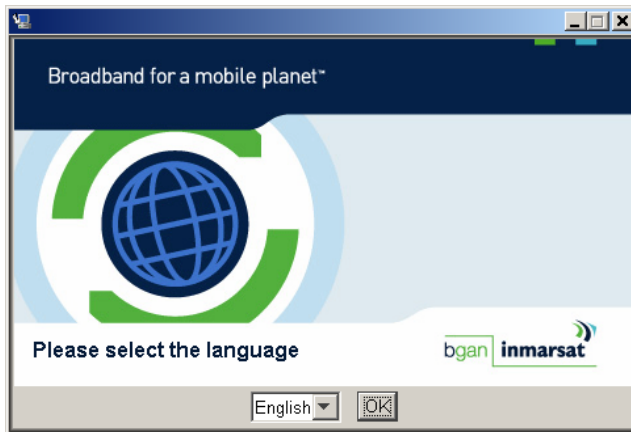 Broadband for a mobile planet™
Please select the language
bgan inmarsat
English OK